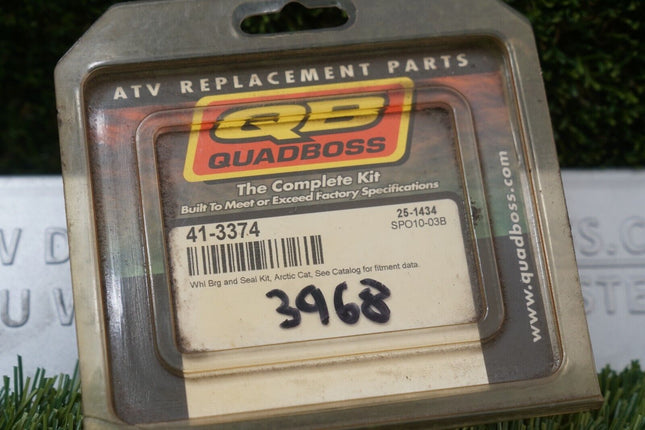 ATV REPLACEMENT PARTS
QB
QUADBOSS
The Complete Kit
Built To Meet or Exceed Factory Specifications
41-3374
25-1434
SPO10-03B
Whl Brg and Seal Kit, Arctic Cat, See Catalog for fitment data.
3968
www.quadboss.com